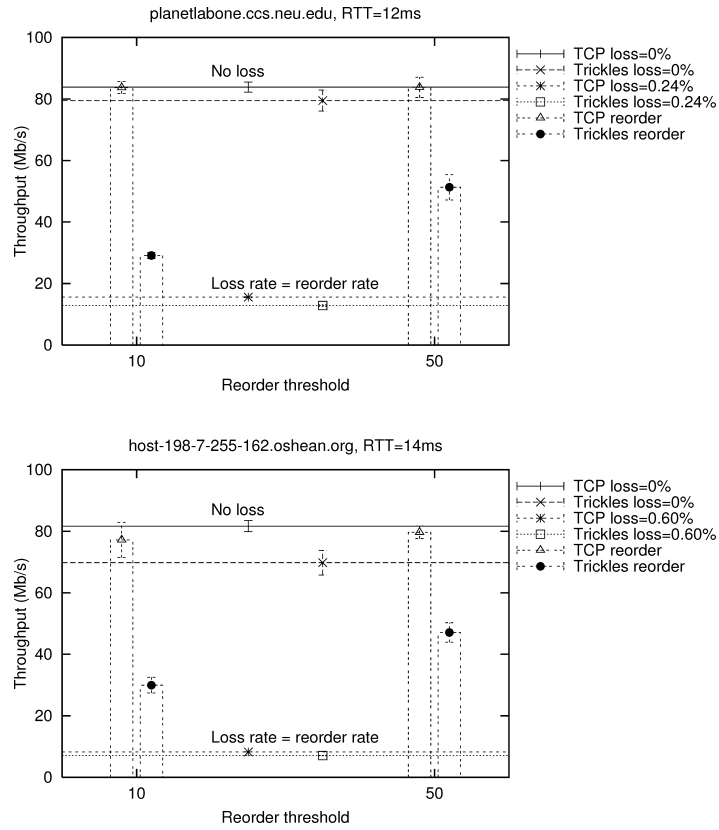 planetlabone.ccs.neu.edu, RTT=12ms
100
80
60
40
20
0
Throughput (Mb/s)
No loss
Loss rate = reorder rate
10
50
Reorder threshold
TCP loss=0%
Trickles loss=0%
TCP loss=0.24%
Trickles loss=0.24%
TCP reorder
Trickles reorder
host-198-7-255-162.oshean.org, RTT=14ms
100
80
60
40
20
0
Throughput (Mb/s)
No loss
Loss rate = reorder rate
10
50
Reorder threshold
TCP loss=0%
Trickles loss=0%
TCP loss=0.60%
Trickles loss=0.60%
TCP reorder
Trickles reorder